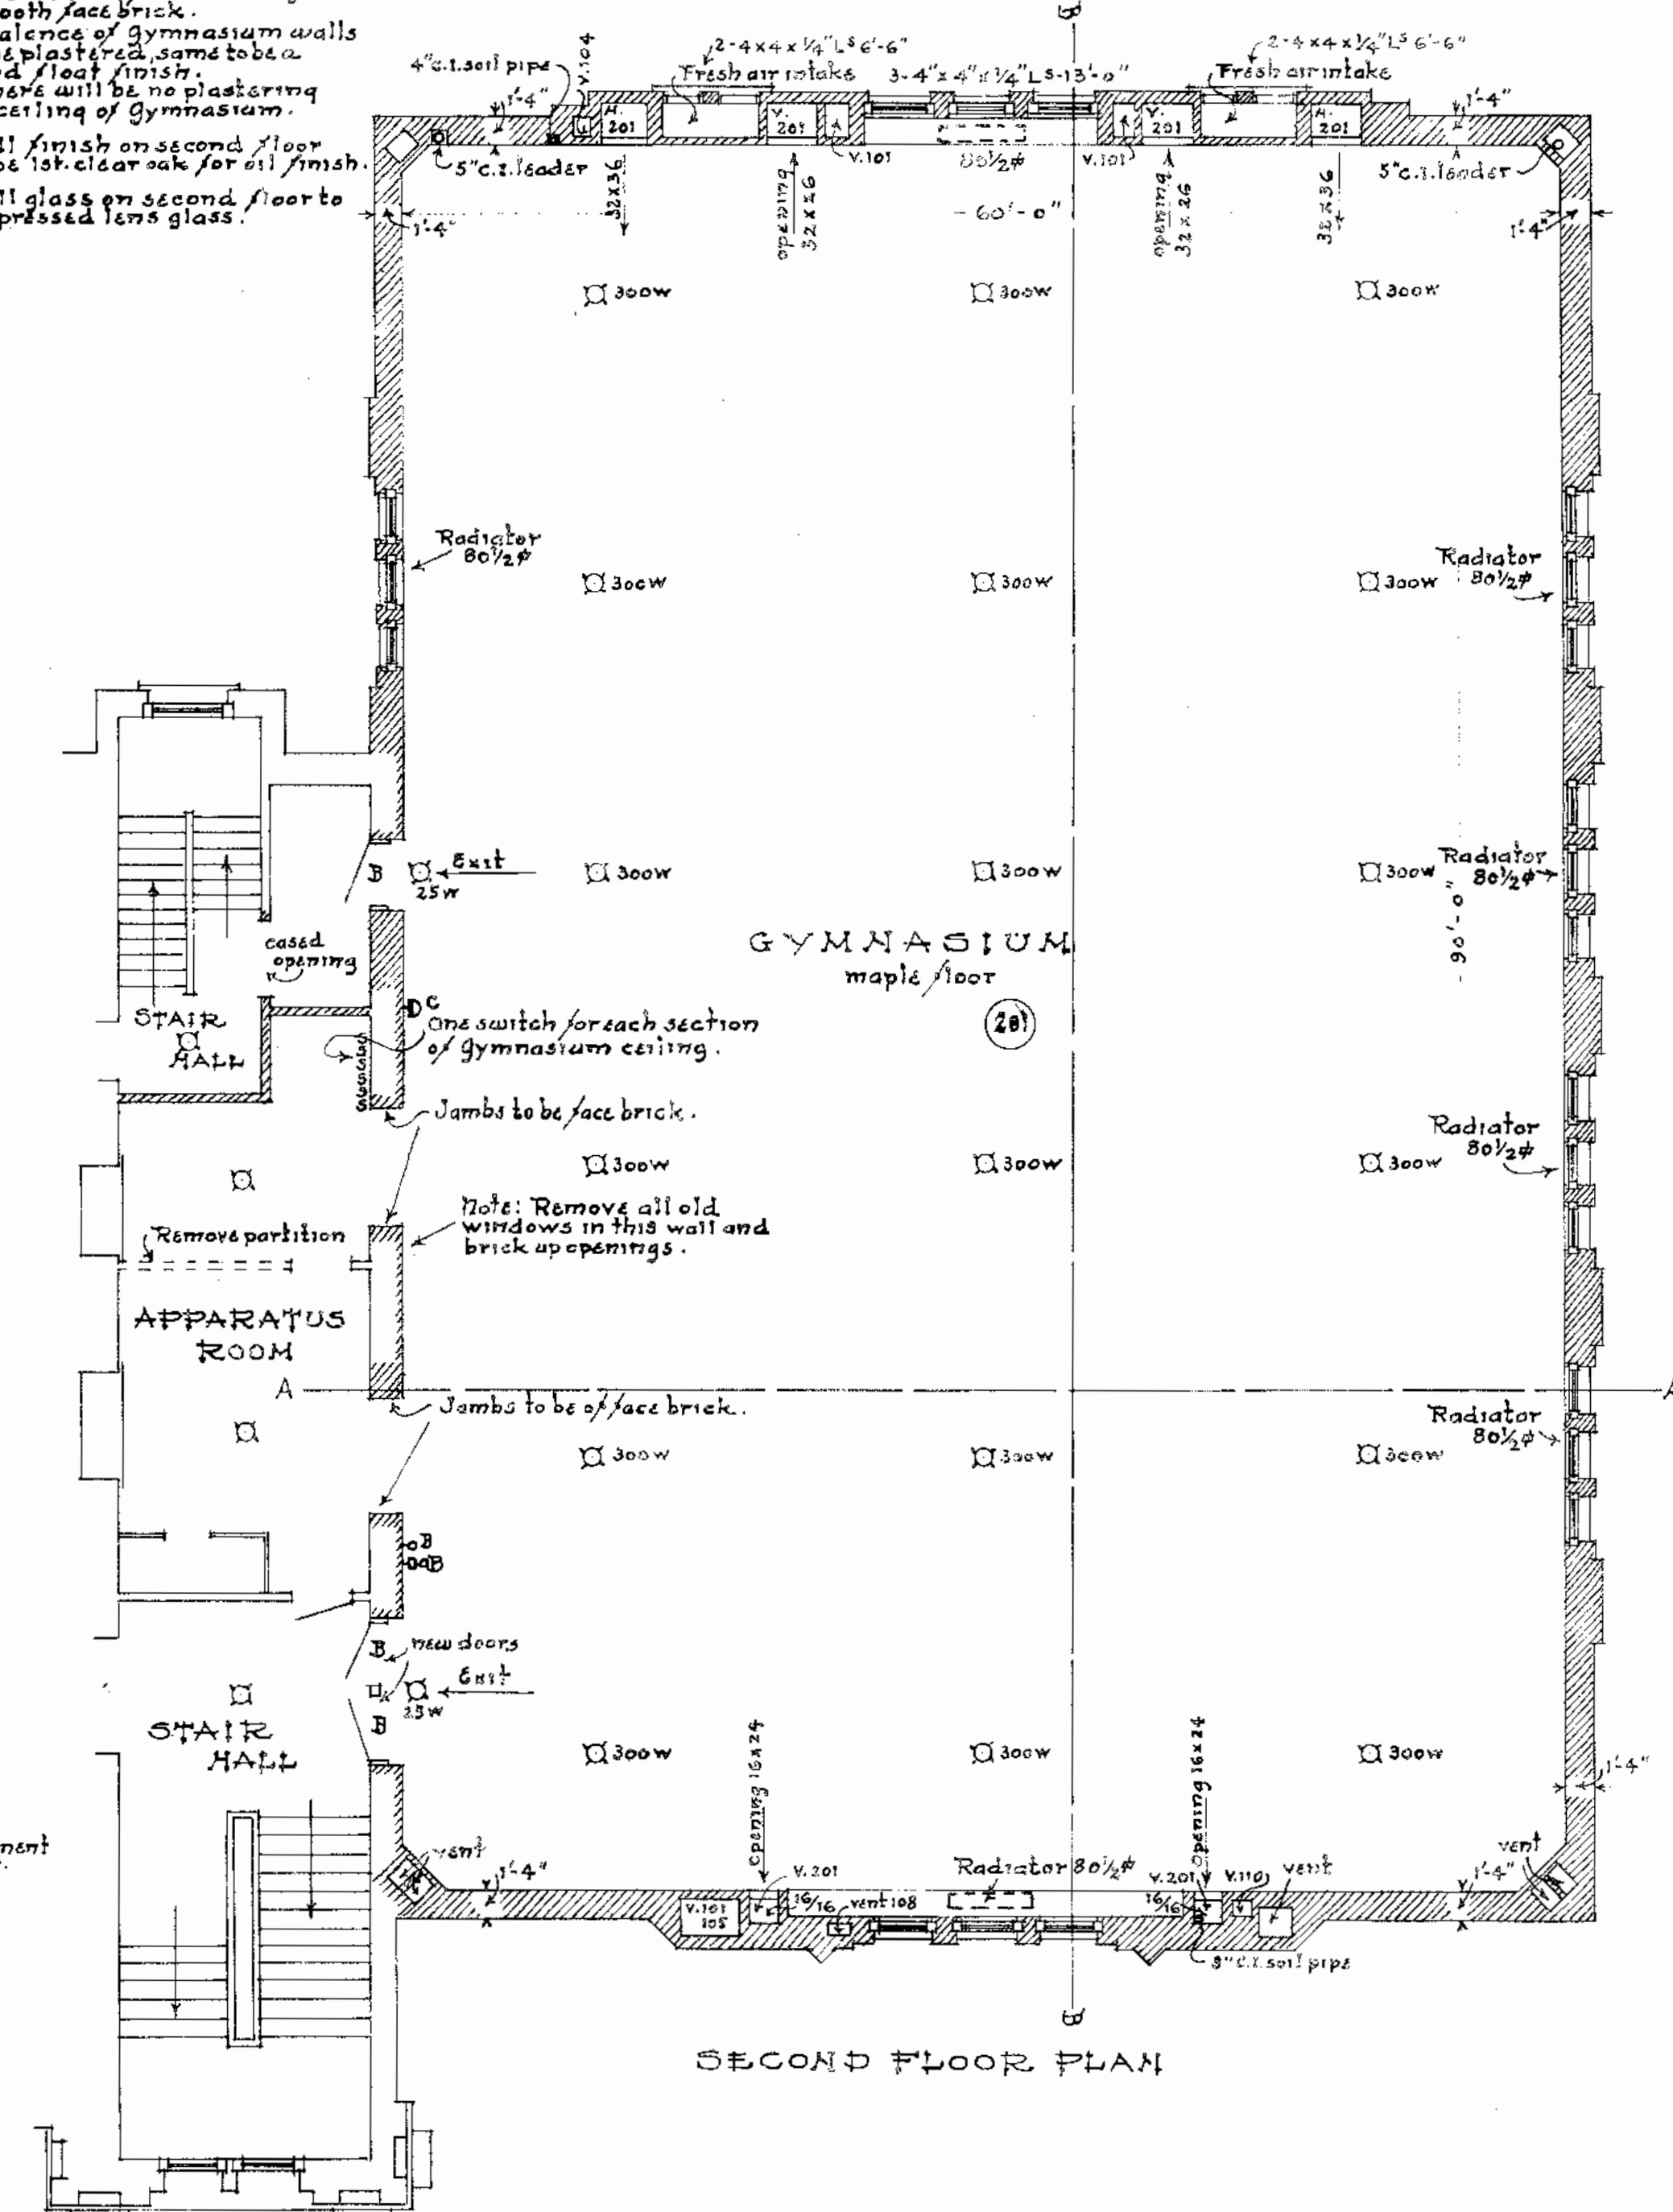 ooth face brick.
alence of Gymnasium walls
e plastered, same to be a
d float finish.
ere will be no plastering
ceiling of Gymnasium.
ll finish on second floor
be 1st. clear oak for oil finish.
ll glass on second floor to
pressed lens glass.
B
4" c.i. soil pipe
V.104
2-4x4x1/4" Ls 6'-6"
Fresh air intake
3-4"x4"x1/4" Ls-13'-0"
2-4x4x1/4" Ls 6'-6"
Fresh air intake
1'-4"
1'-4"
H.
201
V.
201
V.101
80 1/2 ⌀
V.101
V.
201
H.
201
5" c.i. leader
5" c.i. leader
32x36
opening
32x26
60'-0"
opening
32x26
32x36
1'-4"
1'-4"
300W
300W
300W
Radiator
80 1/2 ⌀
300W
300W
300W
Radiator
80 1/2 ⌀
B
25W
Exit
300W
300W
300W
Radiator
80 1/2 ⌀
90'-0"
cased
opening
GYMNASIUM
maple floor
201
STAIR
HALL
DC
One switch for each section
of gymnasium ceiling.
SSSSSS
Jambs to be face brick.
300W
300W
300W
Radiator
80 1/2 ⌀
Note: Remove all old
windows in this wall and
brick up openings.
Remove partition
APPARATUS
ROOM
A
A
Jambs to be of face brick.
300W
300W
300W
Radiator
80 1/2 ⌀
B
B
B
new doors
25W
Exit
B
STAIR
HALL
300W
300W
300W
opening 16x24
Opening 16x24
1'-4"
nent
vent
1'-4"
V.201
Radiator 80 1/2 ⌀
V.201
V.110
vent
vent
1'-4"
V.101
105
16/16
vent 108
16/16
3" C.I. soil pipe
B
SECOND FLOOR PLAN